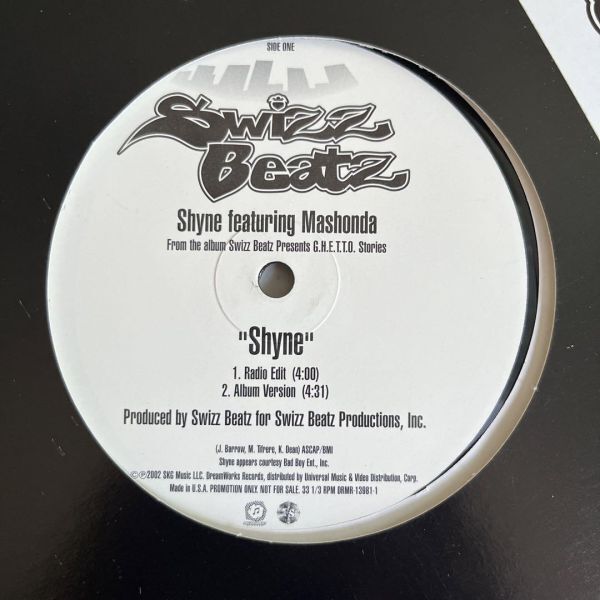 SIDE ONE
Swizz
Beatz
Shyne featuring Mashonda
From the album Swizz Beatz Presents G.H.E.T.T.O. Stories
"Shyne"
1. Radio Edit (4:00)
2. Album Version (4:31)
Produced by Swizz Beatz for Swizz Beatz Productions, Inc.
(J. Barrow, M. Tifrere, K. Dean) ASCAP/BMI
Shyne appears courtesy Bad Boy Ent., Inc.
©℗2002 SKG Music LLC. DreamWorks Records, distributed by Universal Music & Video Distribution, Corp.
Made in U.S.A. PROMOTION ONLY. NOT FOR SALE. 33 1/3 RPM DRMR-13981-1